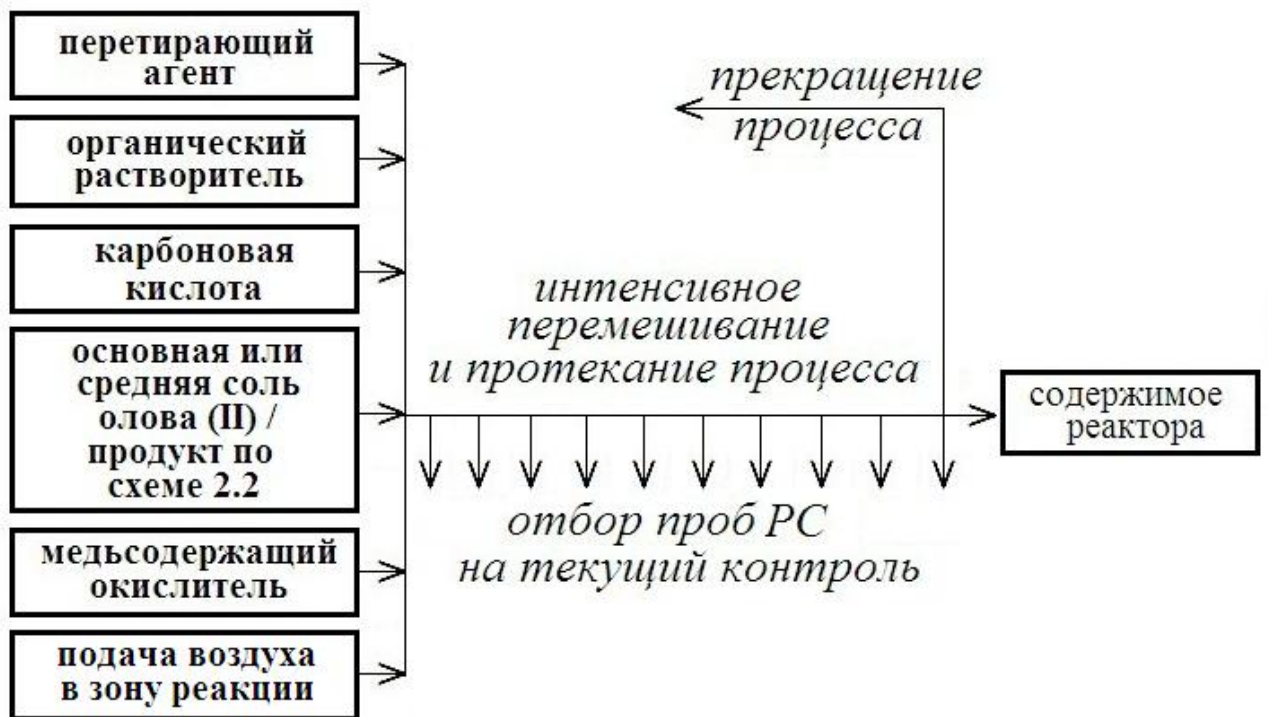 перетирающий
агент
органический
растворитель
карбоновая
кислота
основная или
средняя соль
олова (II) /
продукт по
схеме 2.2
медьсодержащий
окислитель
подача воздуха
в зону реакции
прекращение
процесса
интенсивное
перемешивание
и протекание процесса
отбор проб РС
на текущий контроль
содержимое
реактора